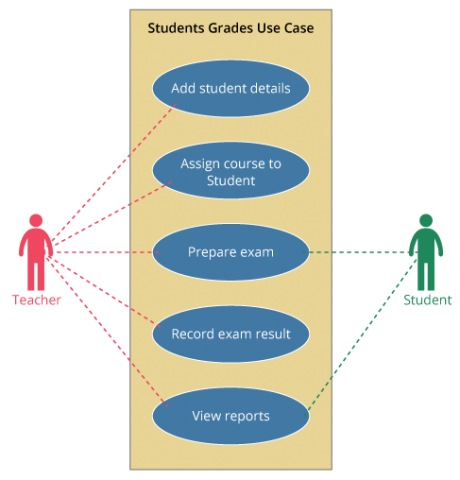 Students Grades Use Case
Add student details
Assign course to
Student
Prepare exam
Record exam result
View reports
Teacher
Student